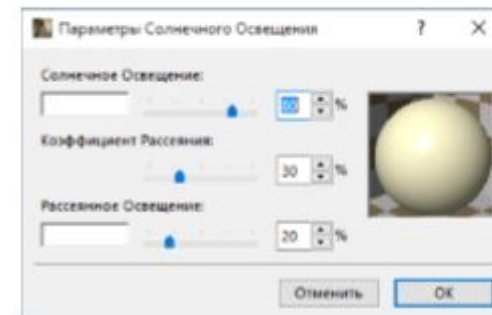 Параметры Солнечного Освещения ? ×
Солнечное Освещение:
%
Коэффициент Рассеяния:
30 %
Рассеянное Освещение:
20 %
Отменить OK